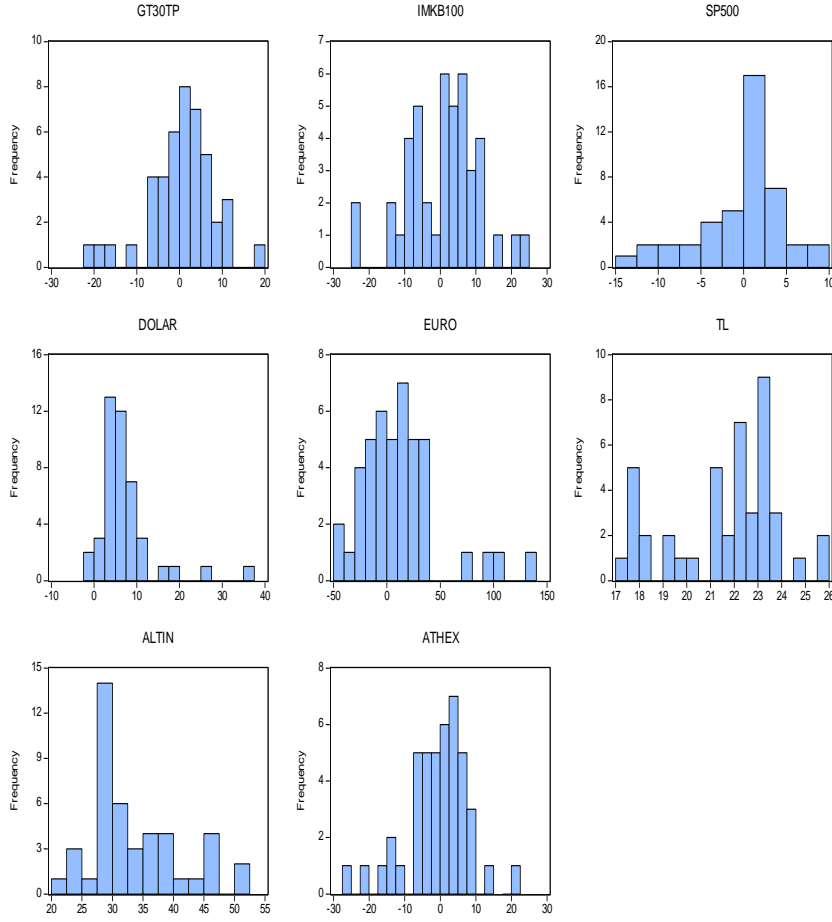 GT30TP
IMKB100
SP500
10
8
6
4
2
0
Frequency
-30 -20 -10 0 10 20
7
6
5
4
3
2
1
0
Frequency
-30 -20 -10 0 10 20 30
20
16
12
8
4
0
Frequency
-15 -10 -5 0 5 10
DOLAR
EURO
TL
16
12
8
4
0
Frequency
-10 0 10 20 30 40
8
6
4
2
0
Frequency
-50 0 50 100 150
10
8
6
4
2
0
Frequency
17 18 19 20 21 22 23 24 25 26
ALTIN
ATHEX
15
12
9
6
3
0
Frequency
20 25 30 35 40 45 50 55
8
6
4
2
0
Frequency
-30 -20 -10 0 10 20 30